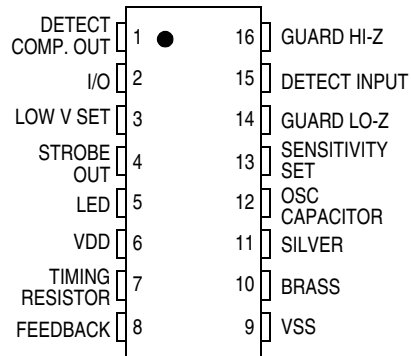 DETECT
COMP. OUT
1
16
GUARD HI-Z
I/O
2
15
DETECT INPUT
LOW V SET
3
14
GUARD LO-Z
STROBE
OUT
4
13
SENSITIVITY
SET
LED
5
12
OSC
CAPACITOR
VDD
6
11
SILVER
TIMING
RESISTOR
7
10
BRASS
FEEDBACK
8
9
VSS